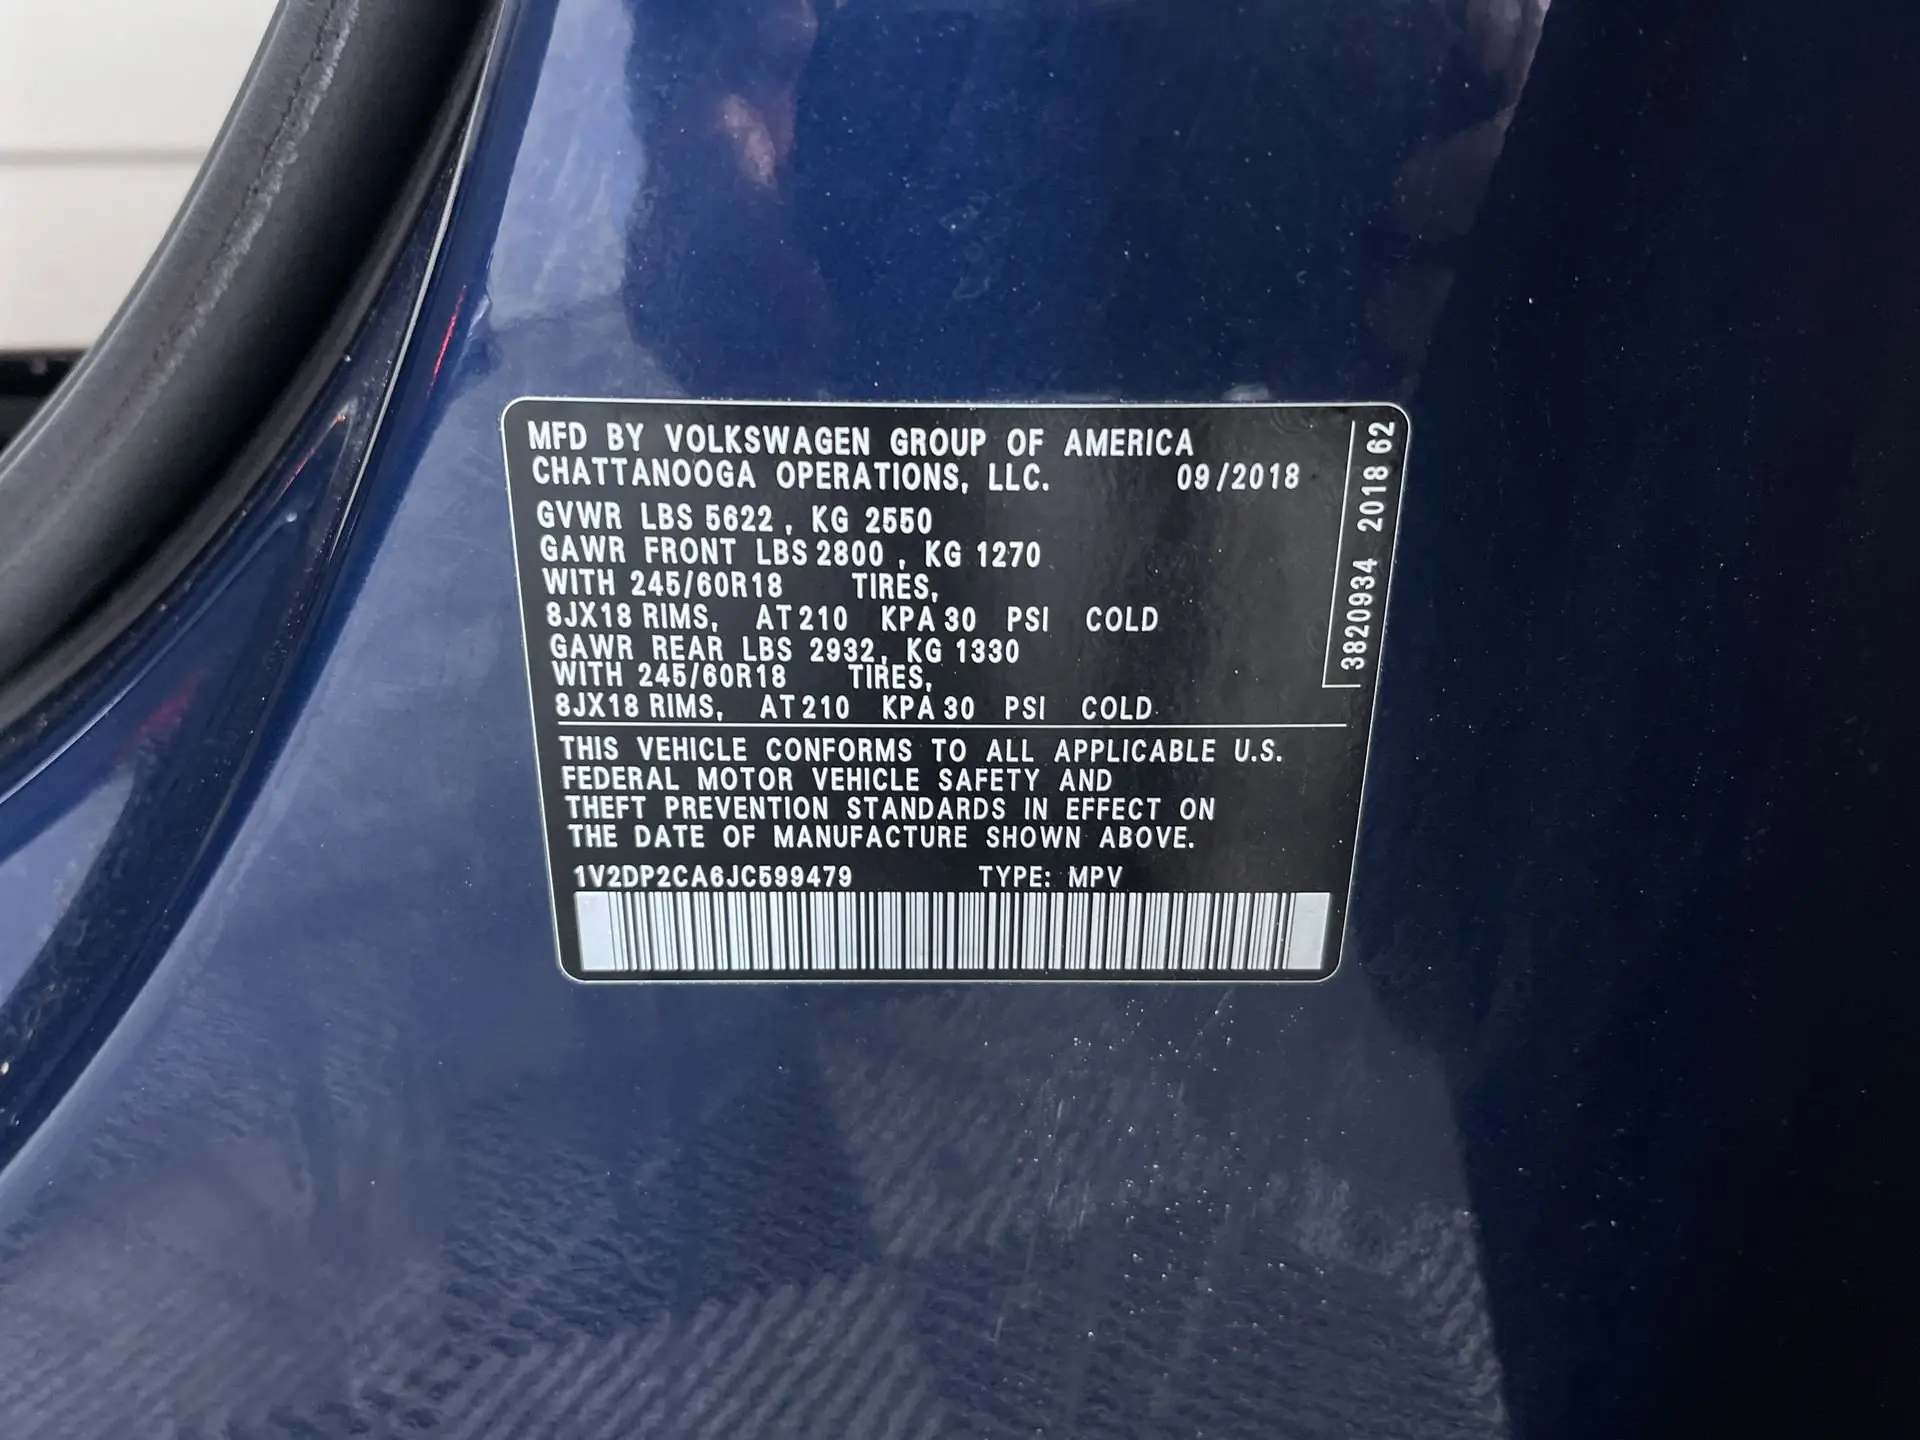 MFD BY VOLKSWAGEN GROUP OF AMERICA
CHATTANOOGA OPERATIONS, LLC. 09/2018
GVWR LBS 5622 , KG 2550
GAWR FRONT LBS 2800 , KG 1270
WITH 245/60R18 TIRES,
8JX18 RIMS, AT 210 KPA 30 PSI COLD
GAWR REAR LBS 2932, KG 1330
WITH 245/60R18 TIRES,
8JX18 RIMS, AT 210 KPA 30 PSI COLD
THIS VEHICLE CONFORMS TO ALL APPLICABLE U.S.
FEDERAL MOTOR VEHICLE SAFETY AND
THEFT PREVENTION STANDARDS IN EFFECT ON
THE DATE OF MANUFACTURE SHOWN ABOVE.
1V2DP2CA6JC599479 TYPE: MPV
3820934 2018 62